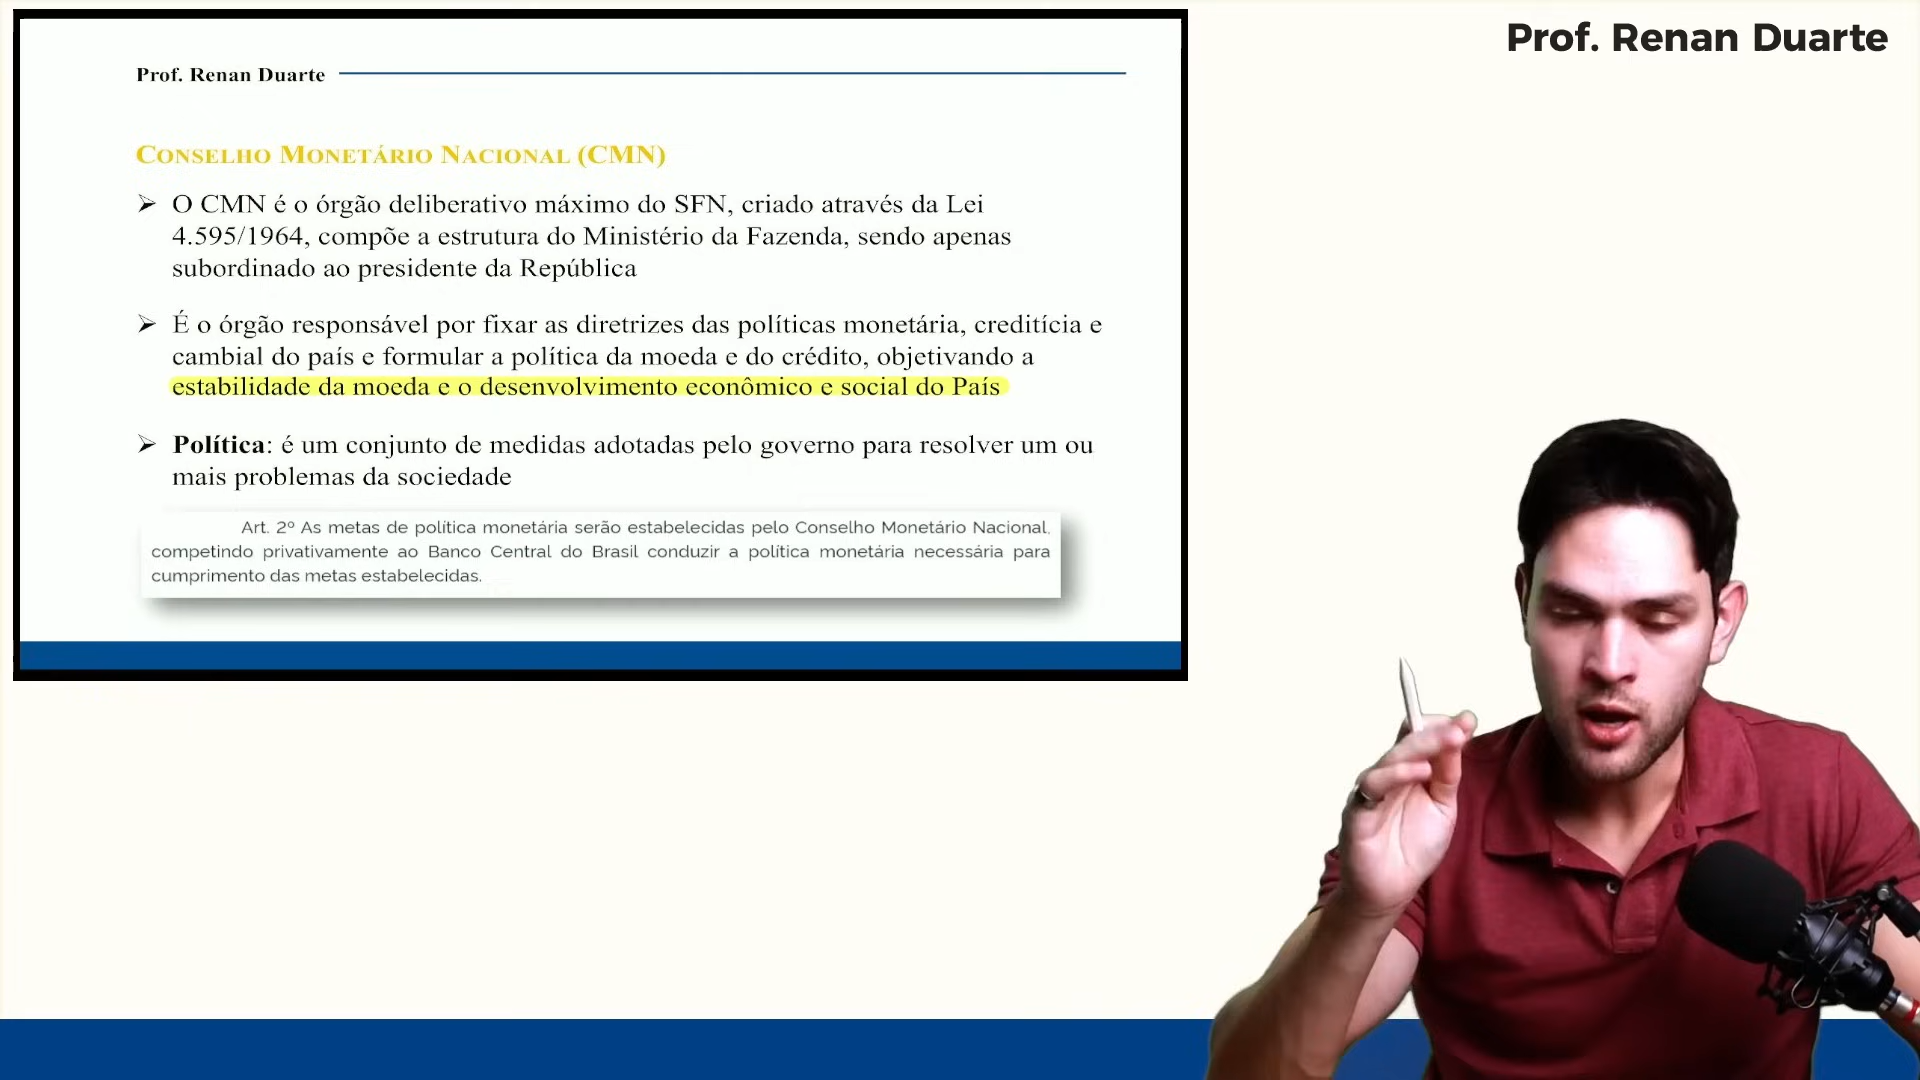 Prof. Renan Duarte
Prof. Renan Duarte
CONSELHO MONETÁRIO NACIONAL (CMN)
➢ O CMN é o órgão deliberativo máximo do SFN, criado através da Lei
4.595/1964, compõe a estrutura do Ministério da Fazenda, sendo apenas
subordinado ao presidente da República
➢ É o órgão responsável por fixar as diretrizes das políticas monetária, creditícia e
cambial do país e formular a política da moeda e do crédito, objetivando a
estabilidade da moeda e o desenvolvimento econômico e social do País
➢ Política: é um conjunto de medidas adotadas pelo governo para resolver um ou
mais problemas da sociedade
Art. 2º As metas de política monetária serão estabelecidas pelo Conselho Monetário Nacional,
competindo privativamente ao Banco Central do Brasil conduzir a política monetária necessária para
cumprimento das metas estabelecidas.